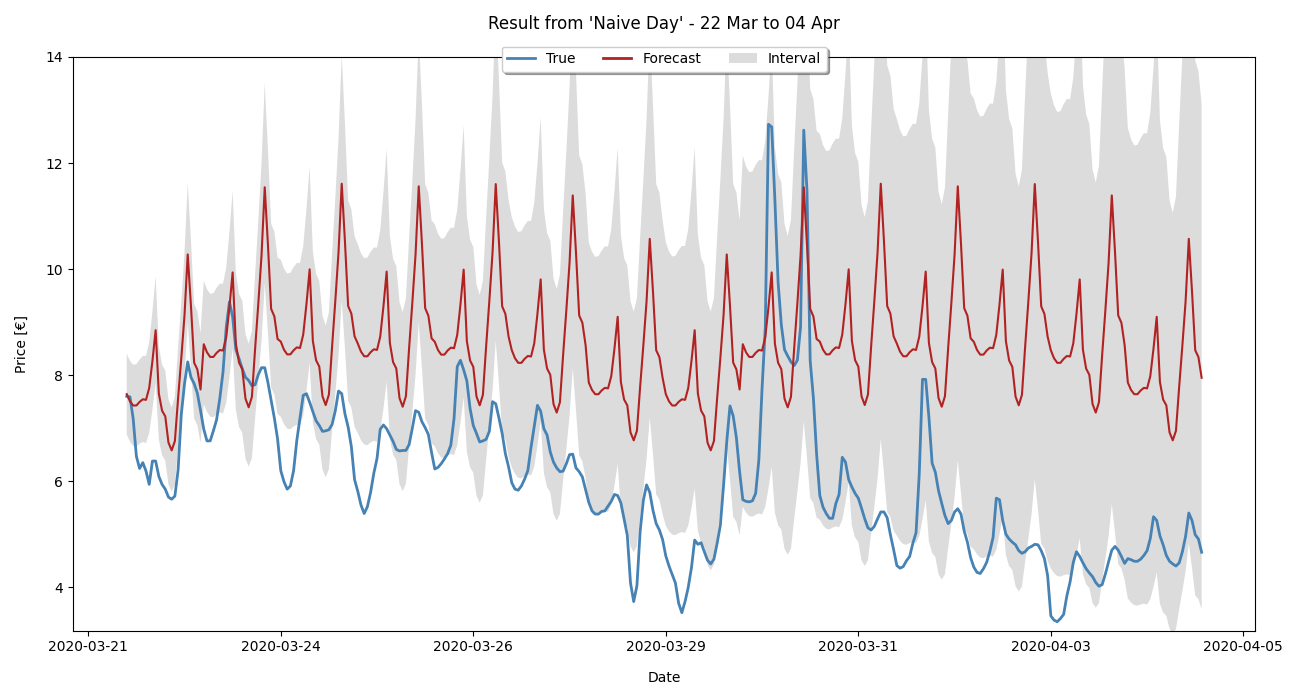 Result from 'Naive Day' - 22 Mar to 04 Apr
True Forecast Interval
Price [€]
14
12
10
8
6
4
2020-03-21 2020-03-24 2020-03-26 2020-03-29 2020-03-31 2020-04-03 2020-04-05
Date